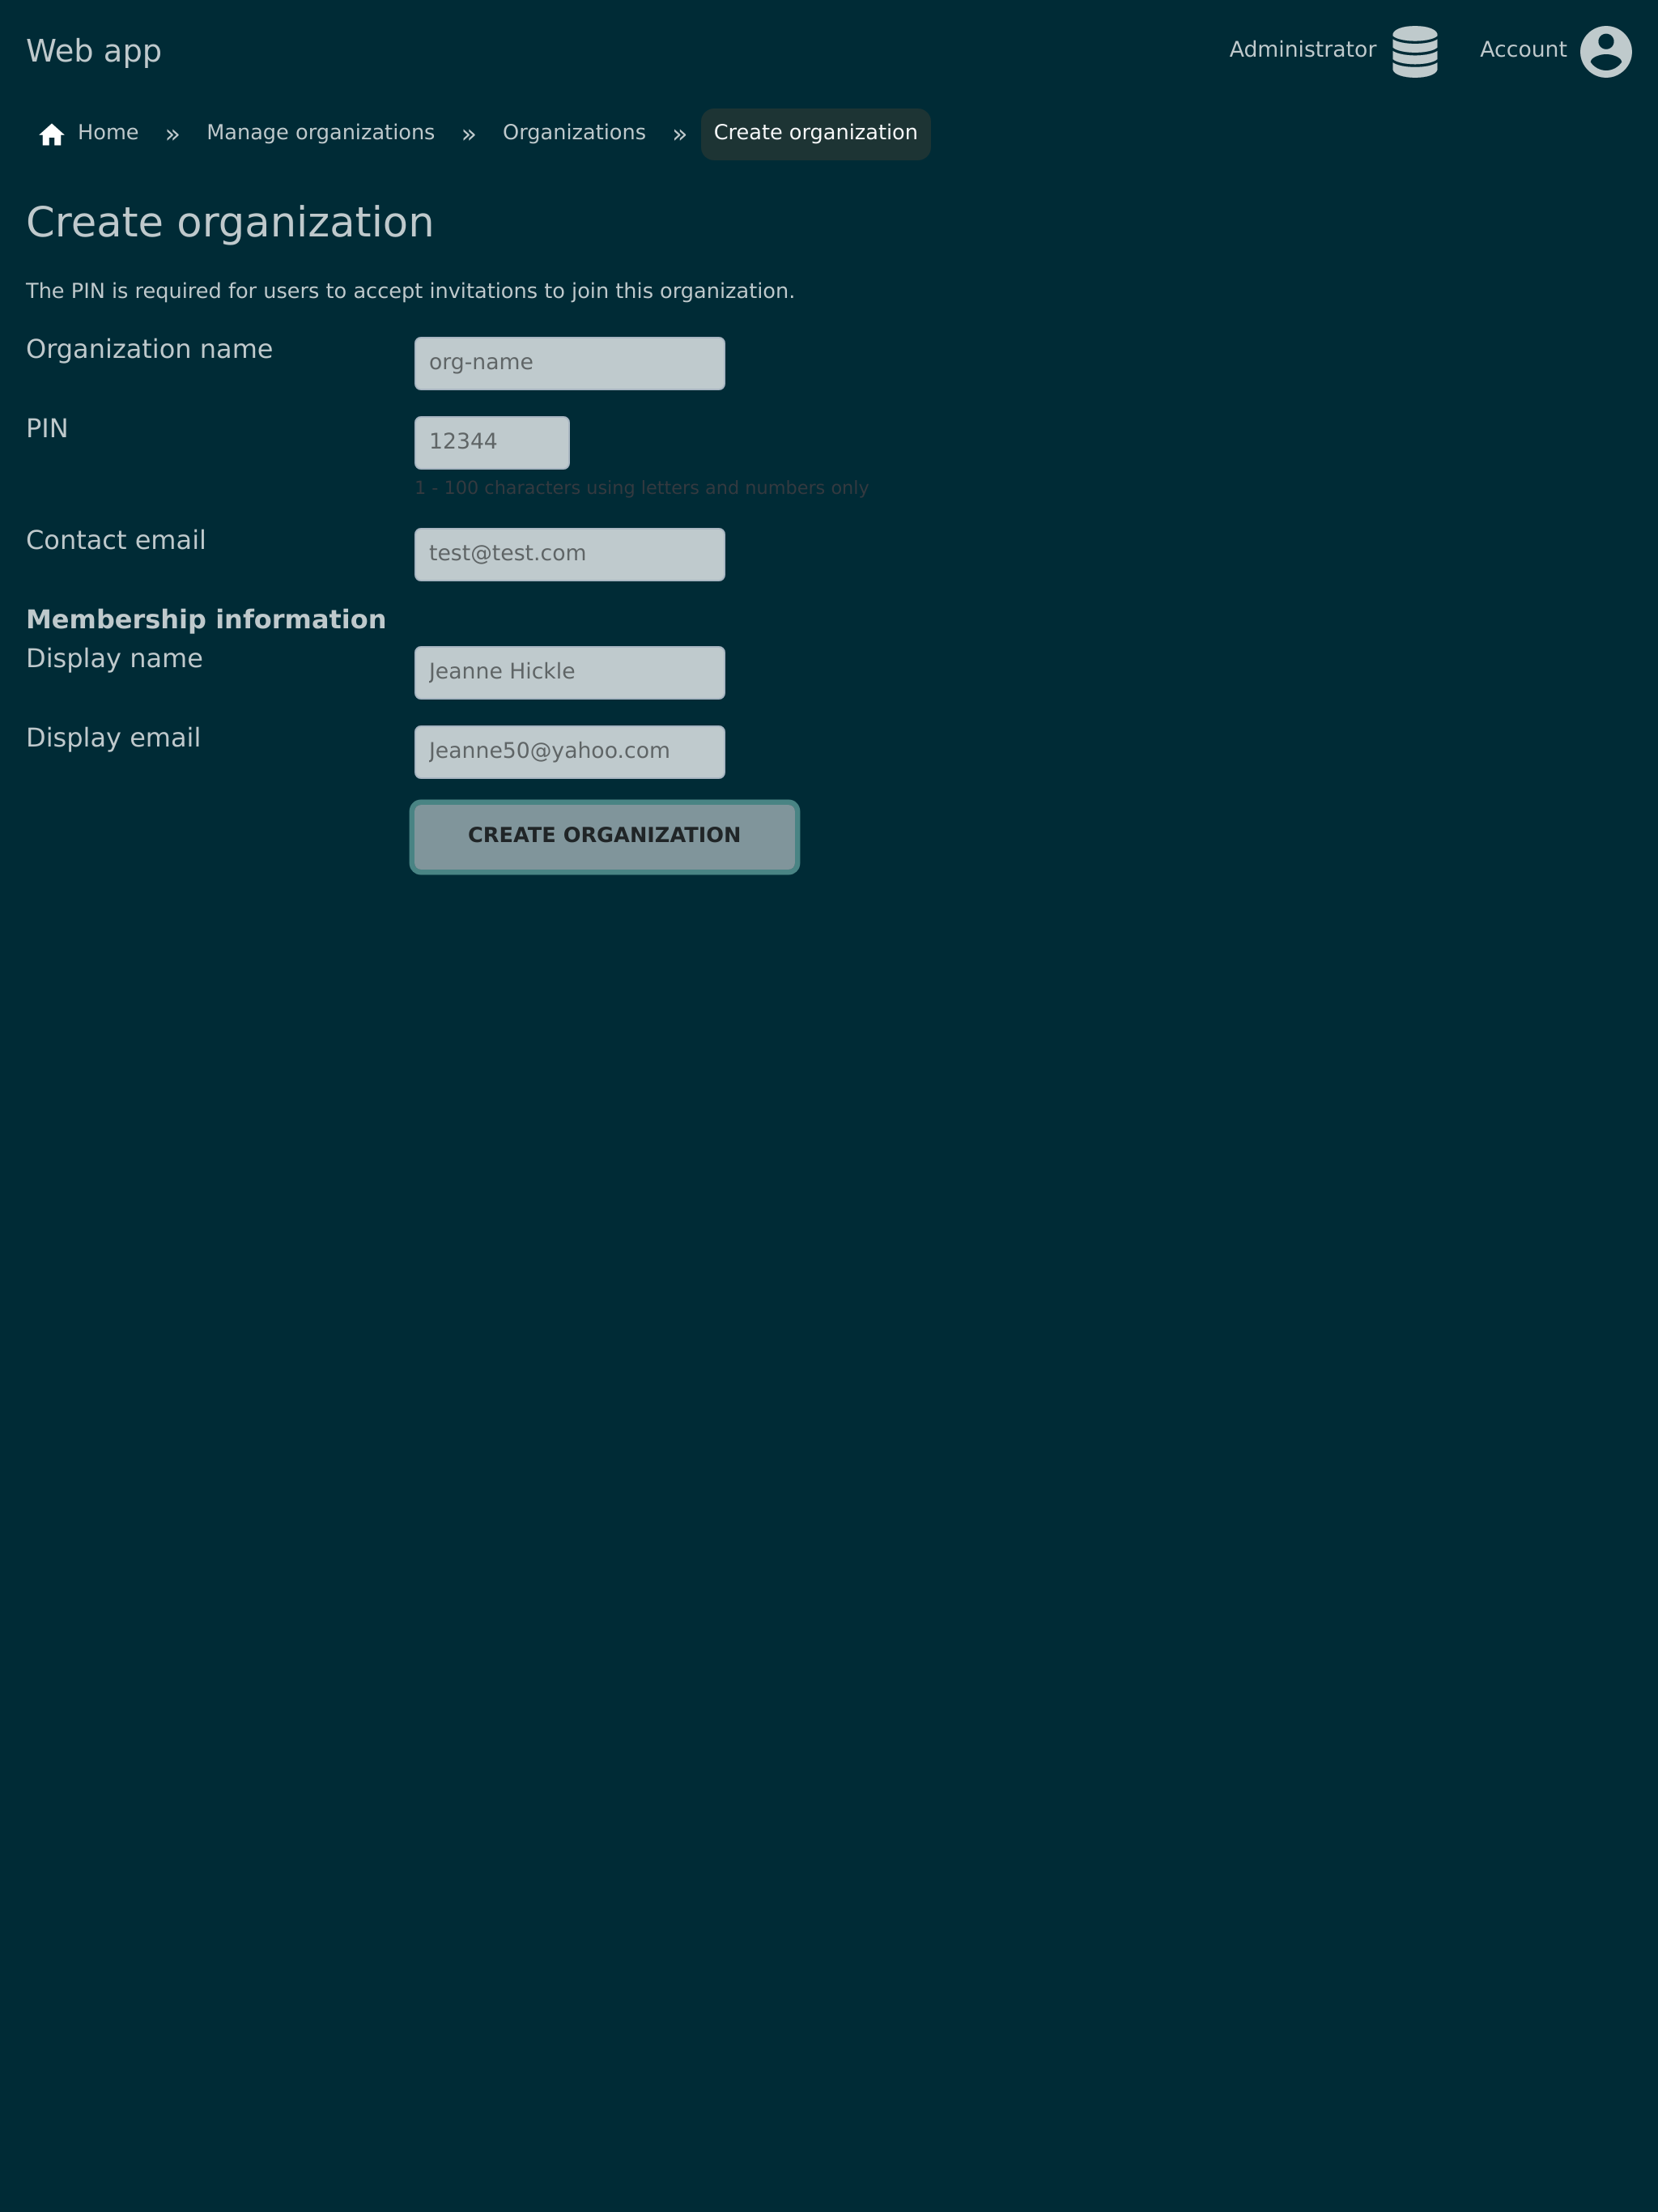 Web app
Administrator
Account
Home » Manage organizations » Organizations » Create organization
Create organization
The PIN is required for users to accept invitations to join this organization.
Organization name
org-name
PIN
12344
1 - 100 characters using letters and numbers only
Contact email
test@test.com
Membership information
Display name
Jeanne Hickle
Display email
Jeanne50@yahoo.com
CREATE ORGANIZATION